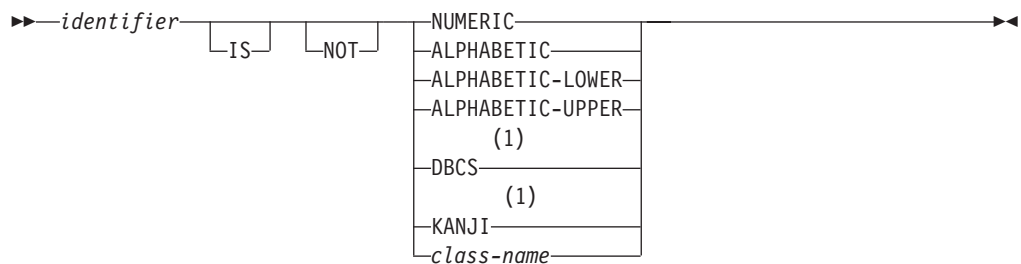 identifier NUMERIC
IS NOT ALPHABETIC
ALPHABETIC-LOWER
ALPHABETIC-UPPER
(1)
DBCS
(1)
KANJI
class-name